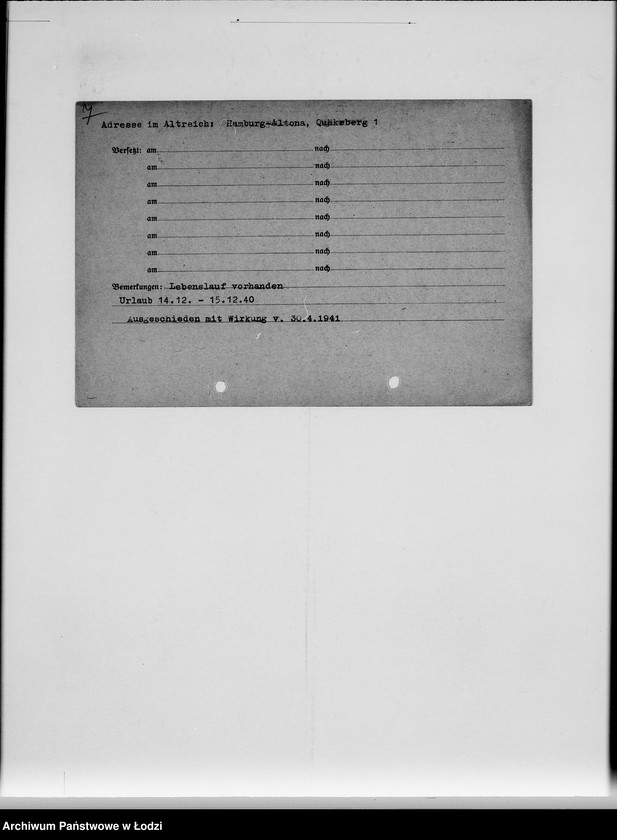 Adresse im Altreich: Hamburg-Altona, Quäkeberg 1
Versetzt: am nach
am nach
am nach
am nach
am nach
am nach
am nach
am nach
Bemerkungen: Lebenslauf vorhanden
Urlaub 14.12. - 15.12.40
Ausgeschieden mit Wirkung v. 30.4.1941
Archiwum Państwowe w Łodzi